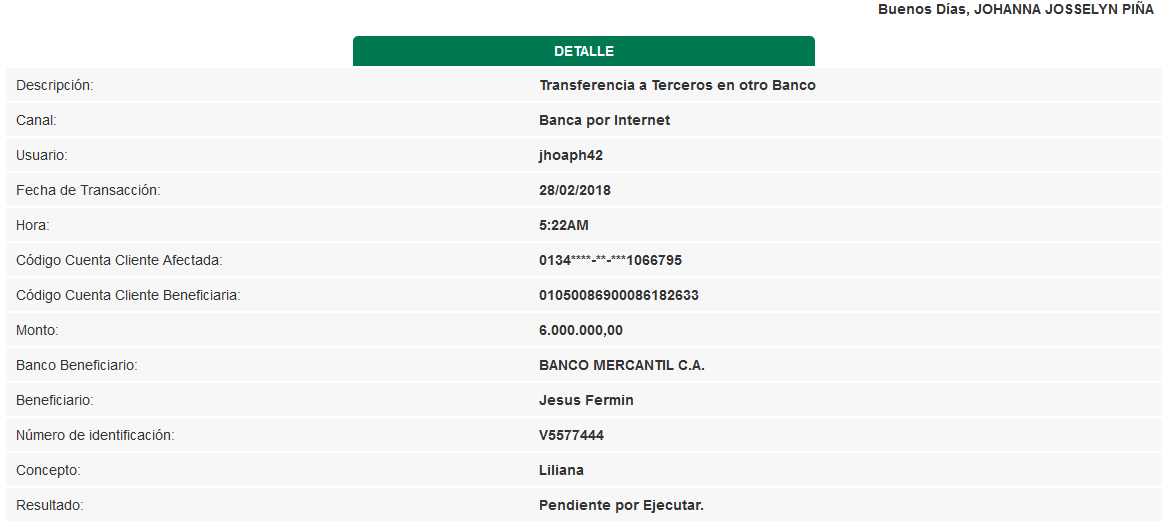 Buenos Días, JOHANNA JOSSELYN PIÑA
DETALLE
Descripción: Transferencia a Terceros en otro Banco
Canal: Banca por Internet
Usuario: jhoaph42
Fecha de Transacción: 28/02/2018
Hora: 5:22AM
Código Cuenta Cliente Afectada: 0134****-**-***1066795
Código Cuenta Cliente Beneficiaria: 01050086900086182633
Monto: 6.000.000,00
Banco Beneficiario: BANCO MERCANTIL C.A.
Beneficiario: Jesus Fermin
Número de identificación: V5577444
Concepto: Liliana
Resultado: Pendiente por Ejecutar.